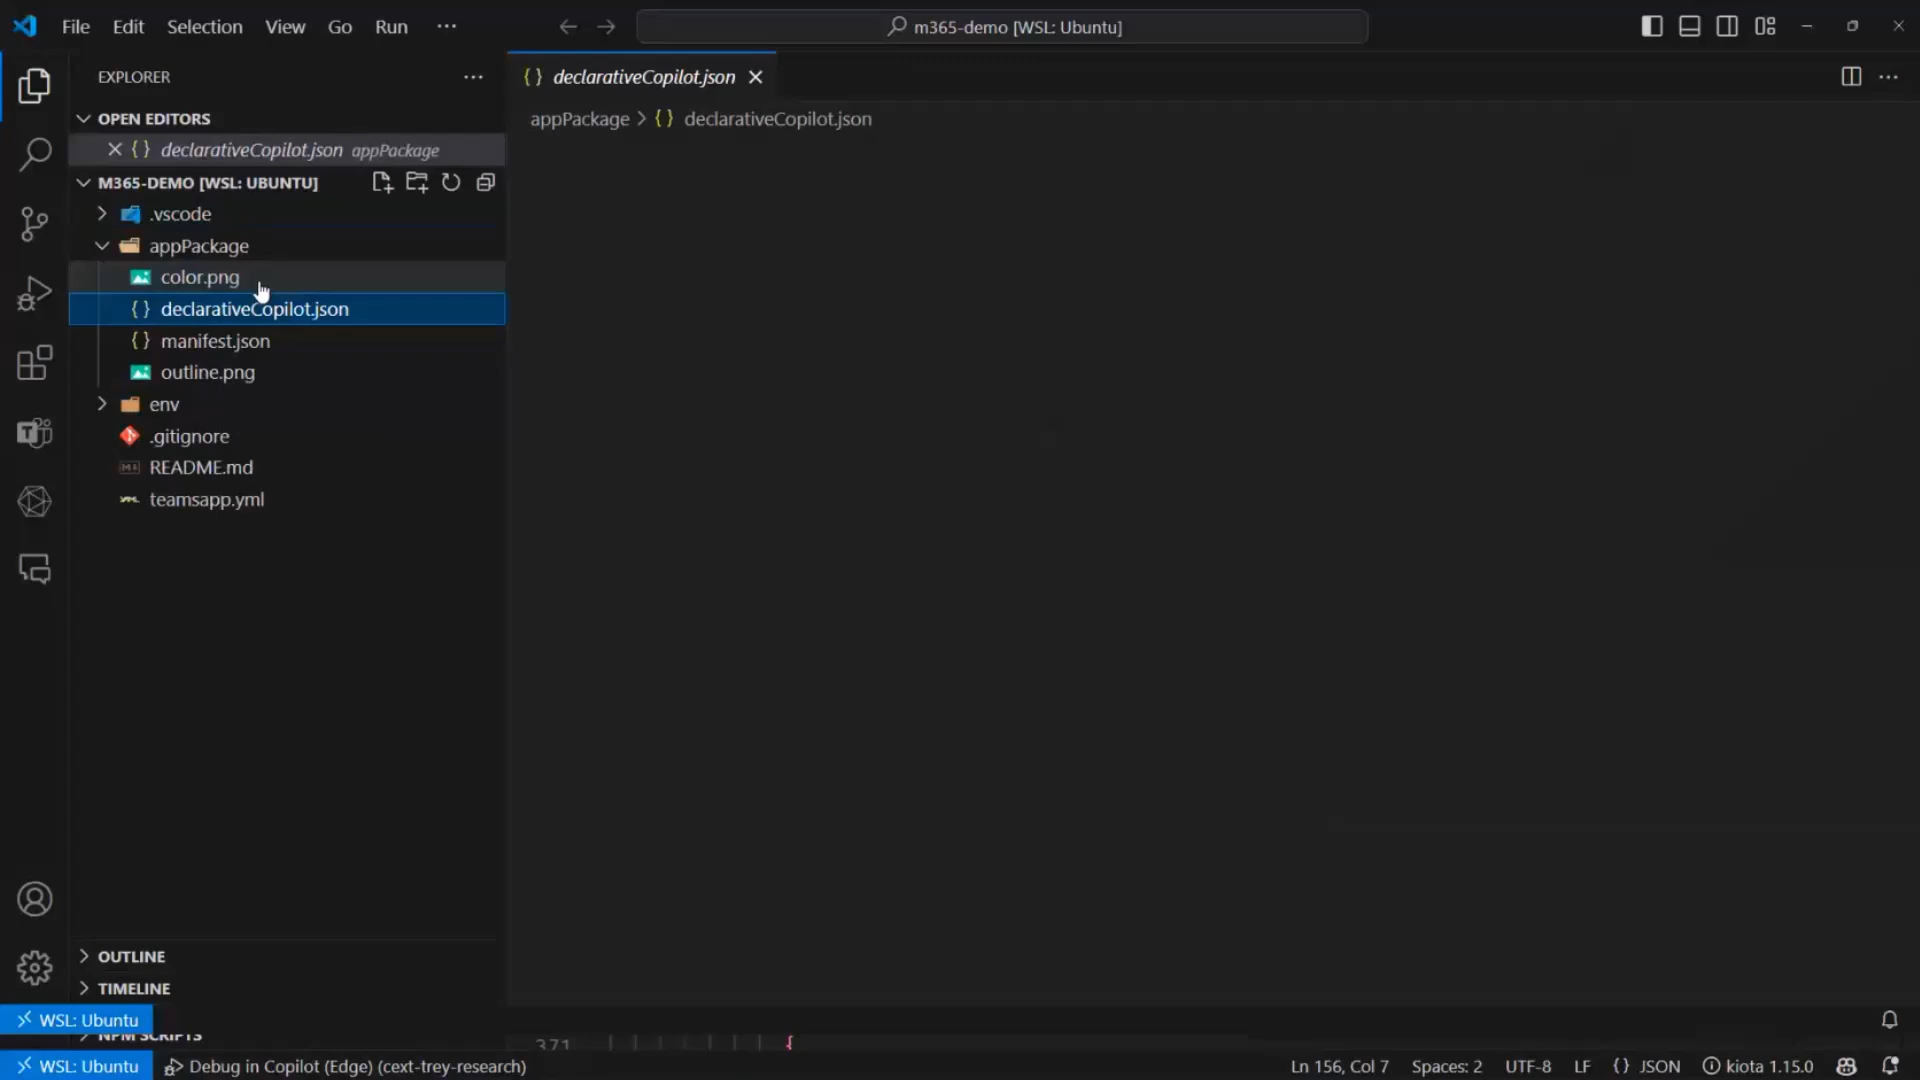 File Edit Selection View Go Run ···
m365-demo [WSL: Ubuntu]
EXPLORER
{ } declarativeCopilot.json
OPEN EDITORS
appPackage > { } declarativeCopilot.json
{ } declarativeCopilot.json appPackage
M365-DEMO [WSL: UBUNTU]
.vscode
appPackage
color.png
{ } declarativeCopilot.json
{ } manifest.json
outline.png
env
.gitignore
README.md
teamsapp.yml
OUTLINE
TIMELINE
WSL: Ubuntu
NPM SCRIPTS
371 {
WSL: Ubuntu Debug in Copilot (Edge) (cext-trey-research) Ln 156, Col 7 Spaces: 2 UTF-8 LF { } JSON kiota 1.15.0